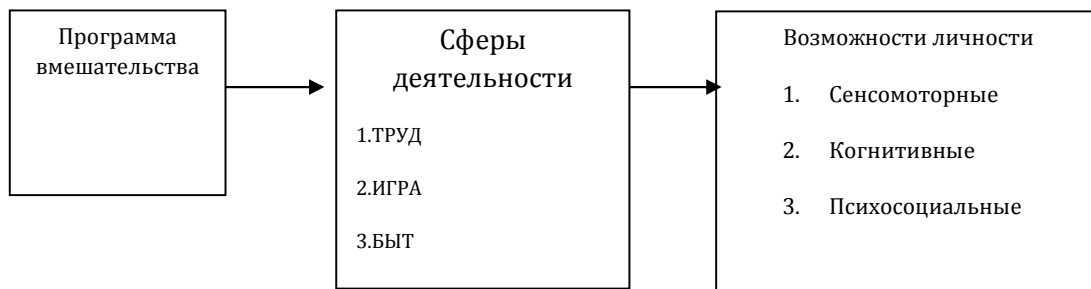 Программа
вмешательства
Сферы
деятельности
1.ТРУД
2.ИГРА
3.БЫТ
Возможности личности
1. Сенсомоторные
2. Когнитивные
3. Психосоциальные